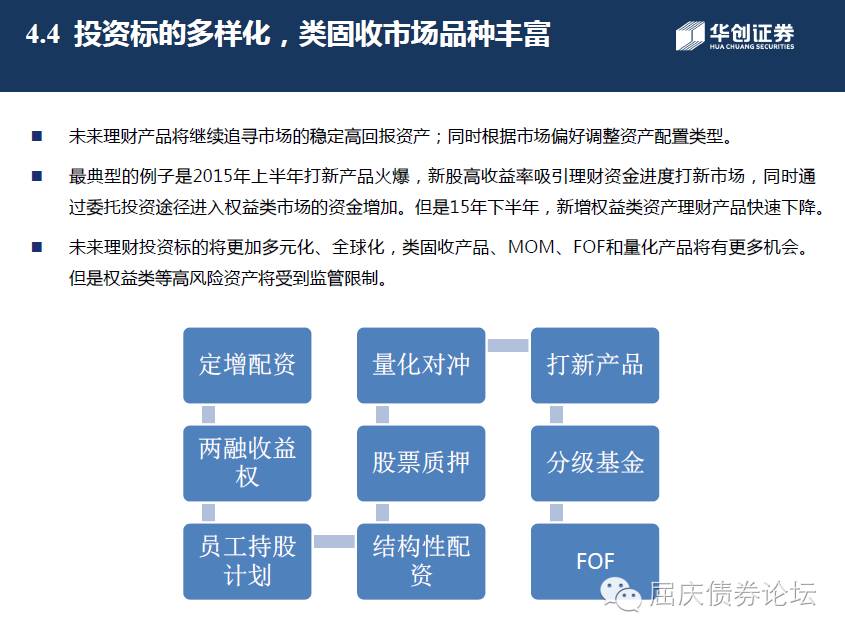 4.4 投资标的多样化，类固收市场品种丰富
华创证券
HUA CHUANG SECURITIES
■ 未来理财产品将继续追寻市场的稳定高回报资产；同时根据市场偏好调整资产配置类型。
■ 最典型的例子是2015年上半年打新产品火爆，新股高收益率吸引理财资金进度打新市场，同时通
过委托投资途径进入权益类市场的资金增加。但是15年下半年，新增权益类资产理财产品快速下降。
■ 未来理财投资标的将更加多元化、全球化，类固收产品、MOM、FOF和量化产品将有更多机会。
但是权益类等高风险资产将受到监管限制。
定增配资
两融收益
权
员工持股
计划
结构性配
资
股票质押
量化对冲
打新产品
分级基金
FOF
屈庆债券论坛